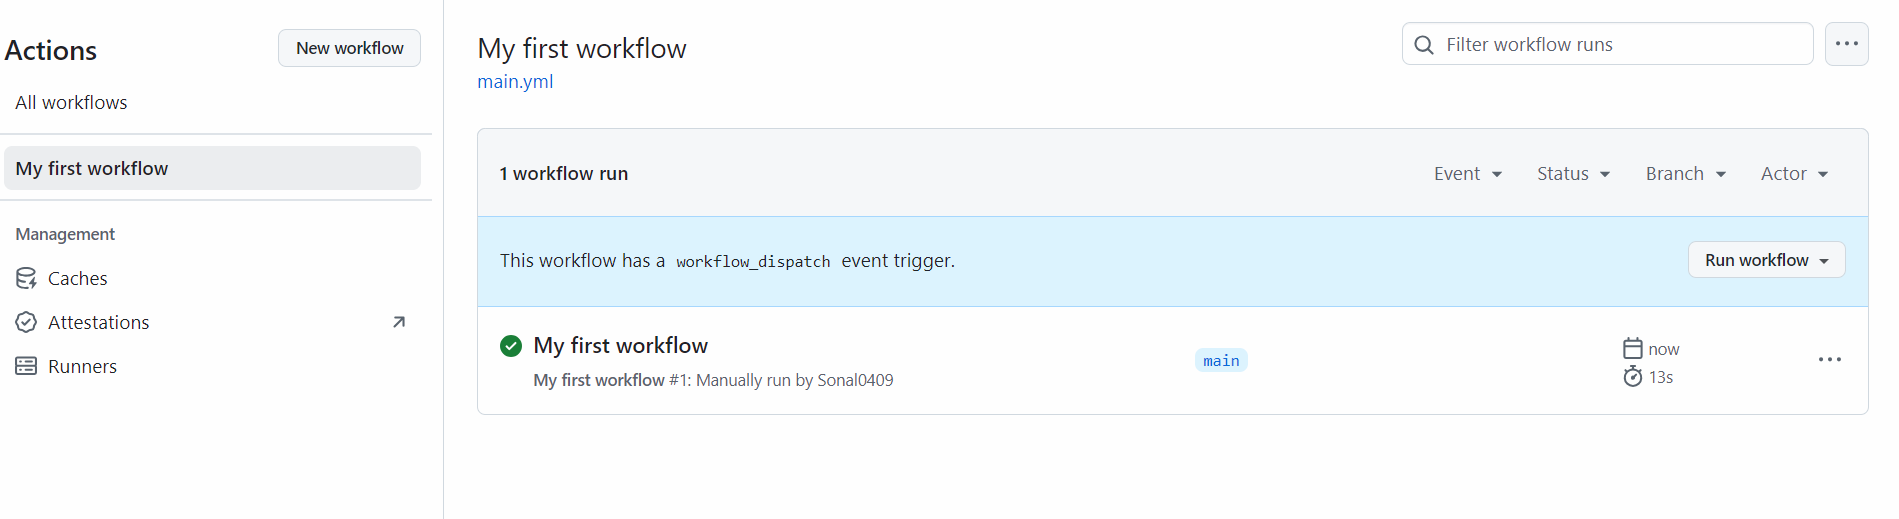 Actions
New workflow
All workflows
My first workflow
Management
Caches
Attestations
Runners
My first workflow
main.yml
Filter workflow runs
1 workflow run
Event
Status
Branch
Actor
This workflow has a workflow_dispatch event trigger.
Run workflow
My first workflow
My first workflow #1: Manually run by Sonal0409
main
now
13s